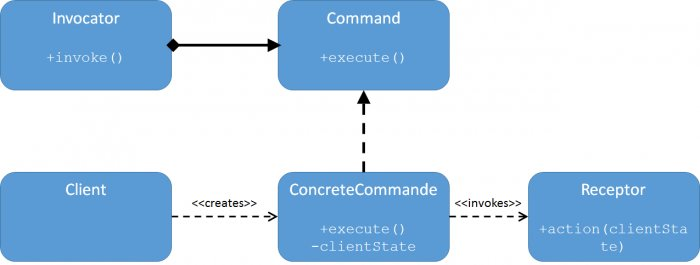 Invocator
+invoke()
Command
+execute()
Client
<<creates>>
ConcreteCommande
+execute()
-clientState
<<invokes>>
Receptor
+action(clientSta
te)